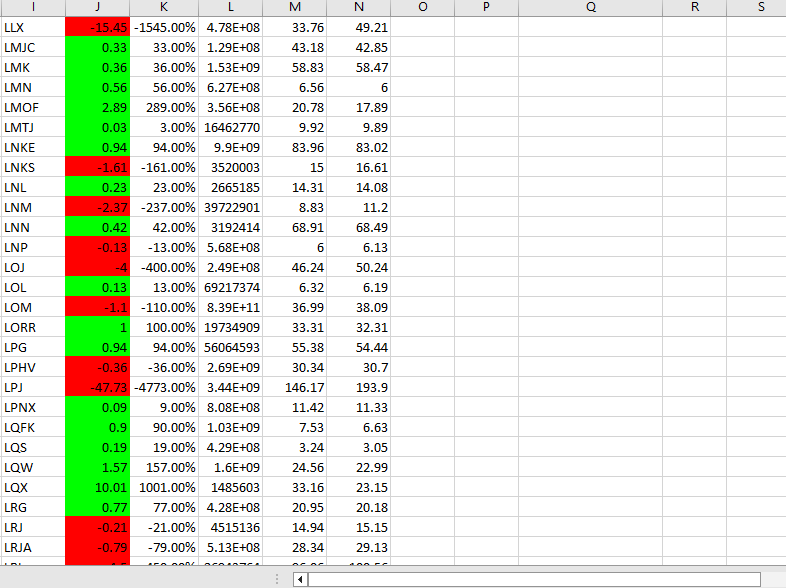 I J K L M N O P Q R S
LLX -15.45 -1545.00% 4.78E+08 33.76 49.21
LMJC 0.33 33.00% 1.29E+08 43.18 42.85
LMK 0.36 36.00% 1.53E+09 58.83 58.47
LMN 0.56 56.00% 6.27E+08 6.56 6
LMOF 2.89 289.00% 3.56E+08 20.78 17.89
LMTJ 0.03 3.00% 16462770 9.92 9.89
LNKE 0.94 94.00% 9.9E+09 83.96 83.02
LNKS -1.61 -161.00% 3520003 15 16.61
LNL 0.23 23.00% 2665185 14.31 14.08
LNM -2.37 -237.00% 39722901 8.83 11.2
LNN 0.42 42.00% 3192414 68.91 68.49
LNP -0.13 -13.00% 5.68E+08 6 6.13
LOJ -4 -400.00% 2.49E+08 46.24 50.24
LOL 0.13 13.00% 69217374 6.32 6.19
LOM -1.1 -110.00% 8.39E+11 36.99 38.09
LORR 1 100.00% 19734909 33.31 32.31
LPG 0.94 94.00% 56064593 55.38 54.44
LPHV -0.36 -36.00% 2.69E+09 30.34 30.7
LPJ -47.73 -4773.00% 3.44E+09 146.17 193.9
LPNX 0.09 9.00% 8.08E+08 11.42 11.33
LQFK 0.9 90.00% 1.03E+09 7.53 6.63
LQS 0.19 19.00% 4.29E+08 3.24 3.05
LQW 1.57 157.00% 1.6E+09 24.56 22.99
LQX 10.01 1001.00% 1485603 33.16 23.15
LRG 0.77 77.00% 4.28E+08 20.95 20.18
LRJ -0.21 -21.00% 4515136 14.94 15.15
LRJA -0.79 -79.00% 5.13E+08 28.34 29.13